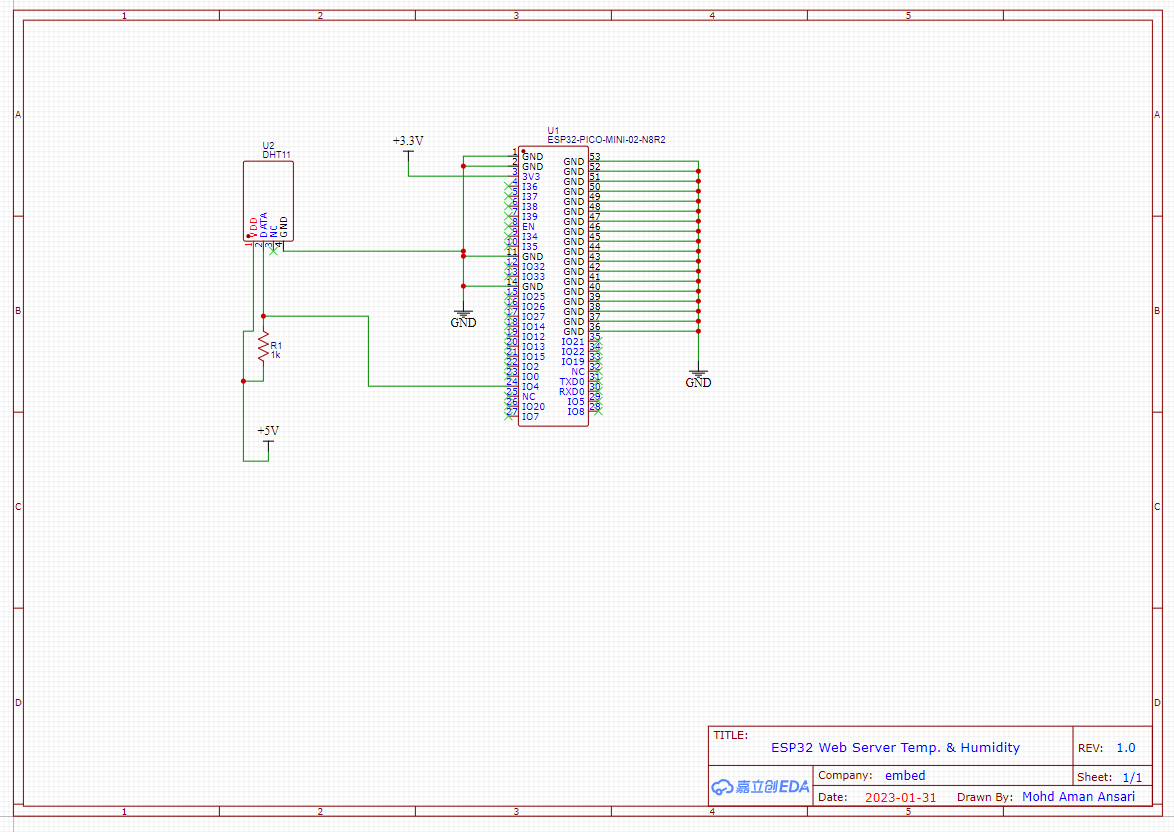 1 2 3 4 5
A A
B B
C C
D D
1 2 3 4 5
U2
DHT11
VDD
DATA
NC
GND
1 2 3 4
+3.3V
GND
R1
1k
+5V
U1
ESP32-PICO-MINI-02-N8R2
1 GND
2 GND
3 3V3
4 I36
5 I37
6 I38
7 I39
8 EN
9 I34
10 I35
11 GND
12 IO32
13 IO33
14 GND
15 IO25
16 IO26
17 IO27
18 IO14
19 IO12
20 IO13
21 IO15
22 IO2
23 IO0
24 IO4
25 NC
26 IO20
27 IO7
GND 53
GND 52
GND 51
GND 50
GND 49
GND 48
GND 47
GND 46
GND 45
GND 44
GND 43
GND 42
GND 41
GND 40
GND 39
GND 38
GND 37
GND 36
IO21 35
IO22 34
IO19 33
NC 32
TXD0 31
RXD0 30
IO5 29
IO8 28
GND
TITLE:
ESP32 Web Server Temp. & Humidity
REV: 1.0
嘉立创EDA
Company: embed
Sheet: 1/1
Date: 2023-01-31 Drawn By: Mohd Aman Ansari